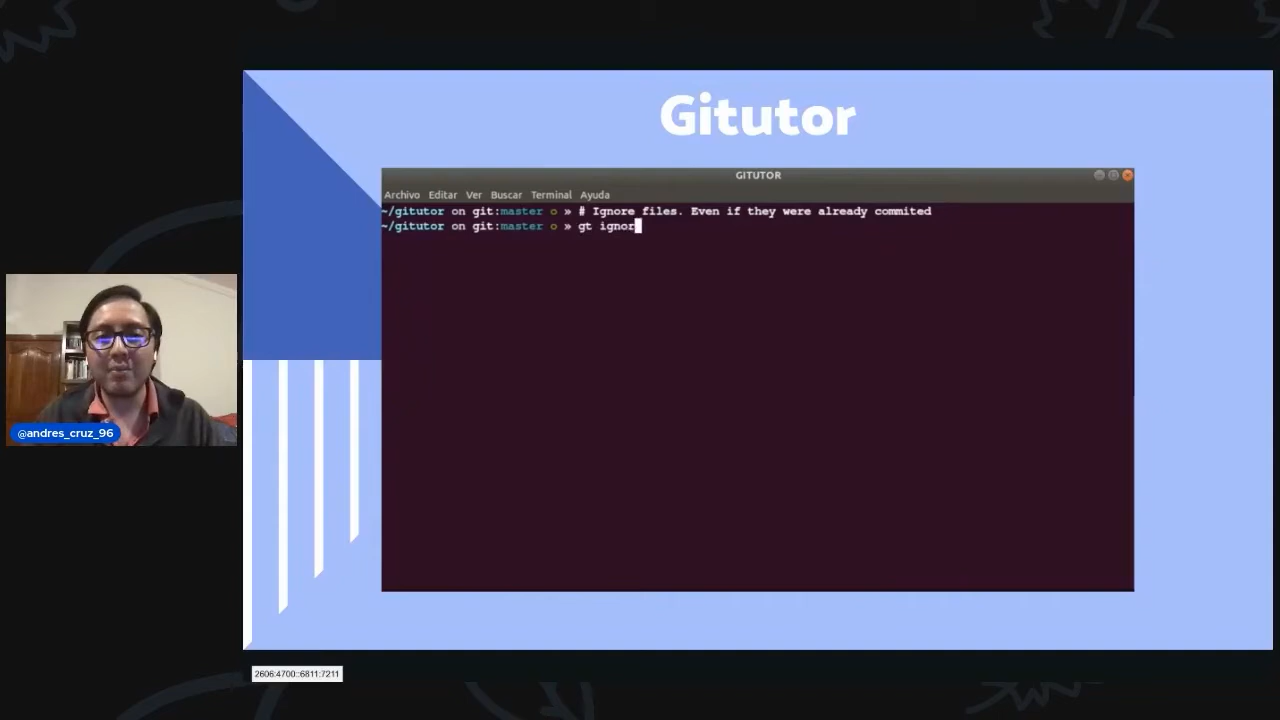 Gitutor
GITUTOR
Archivo Editar Ver Buscar Terminal Ayuda
~/gitutor on git:master o » # Ignore files. Even if they were already commited
~/gitutor on git:master o » gt ignor
@andres_cruz_96
2606:4700::6811:7211